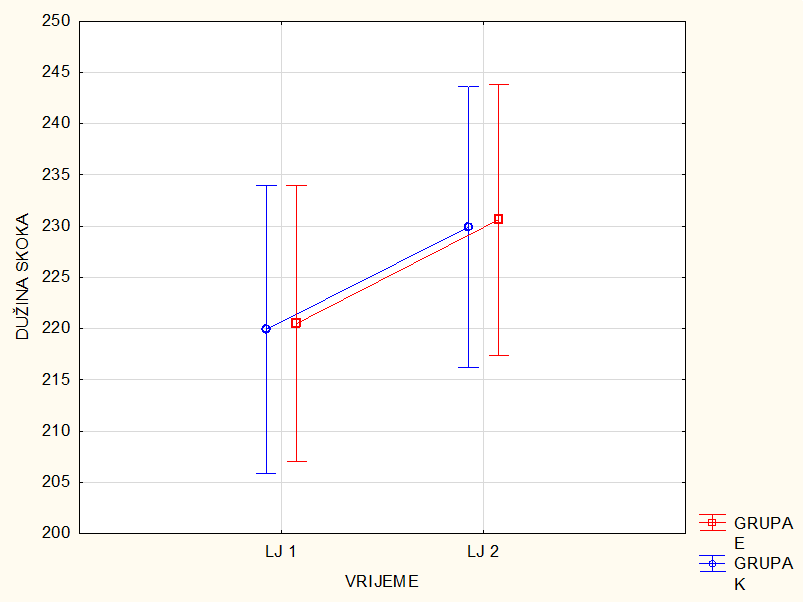 250
245
240
235
230
225
220
215
210
205
200
DUŽINA SKOKA
LJ 1
LJ 2
VRIJEME
GRUPA
E
GRUPA
K